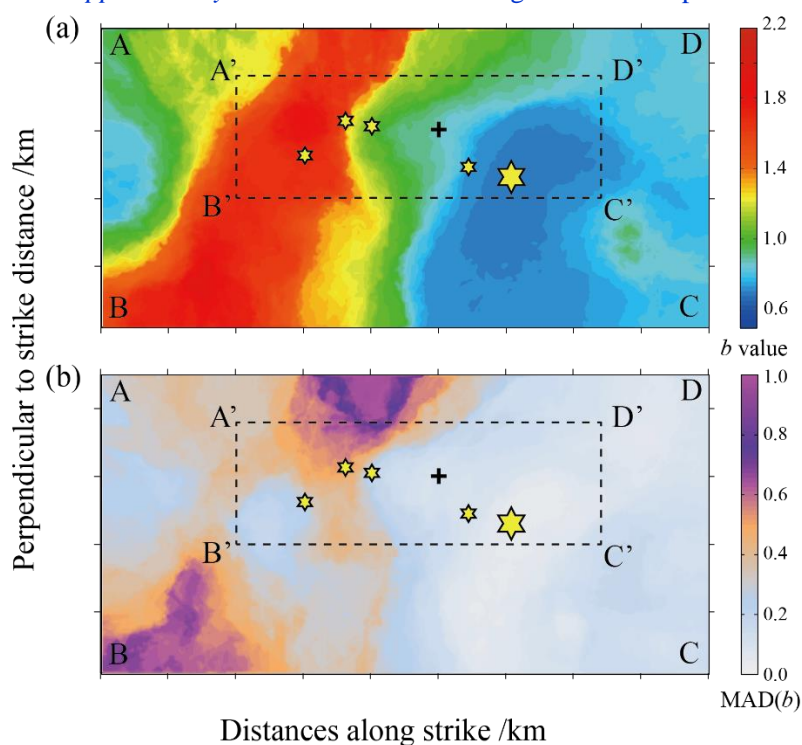 (a)
A
D
A’
D’
B’
C’
B
C
2.2
1.8
1.4
1.0
0.6
b value
(b)
A
D
A’
D’
B’
C’
B
C
1.0
0.8
0.6
0.4
0.2
0.0
MAD(b)
Perpendicular to strike distance /km
Distances along strike /km